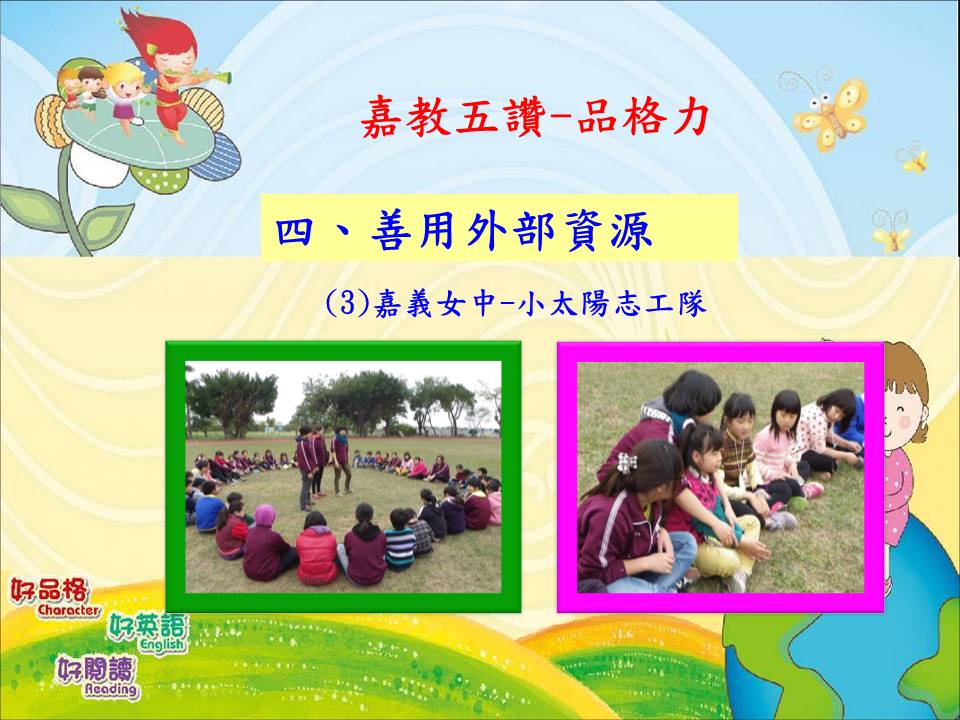 嘉教五讚-品格力
四、善用外部資源
(3)嘉義女中-小太陽志工隊
好品格
Character
好英語
English
好閱讀
Reading